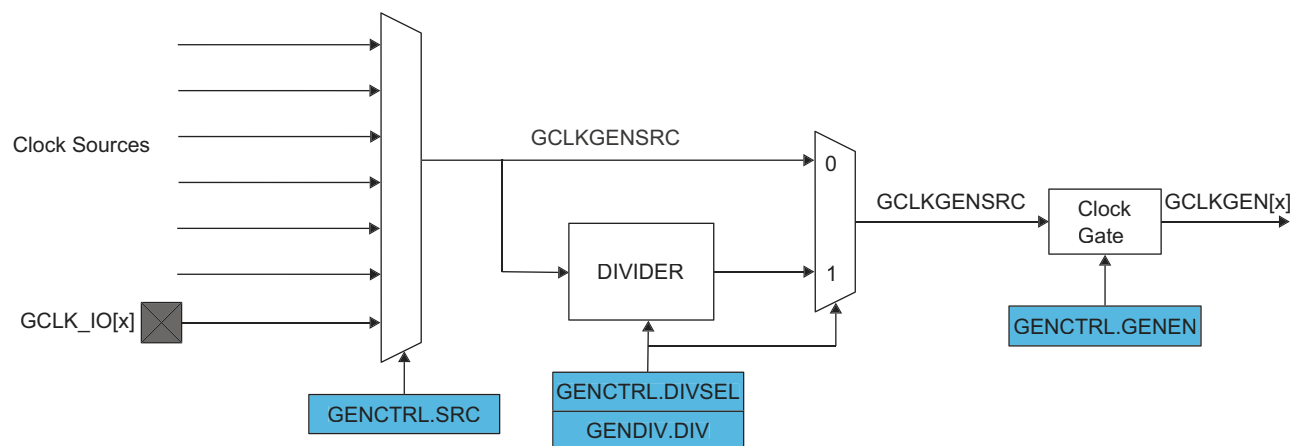 Clock Sources
GCLK_IO[x]
GENCTRL.SRC
GCLKGENSRC
DIVIDER
GENCTRL.DIVSEL
GENDIV.DIV
0
1
GCLKGENSRC
Clock
Gate
GENCTRL.GENEN
GCLKGEN[x]